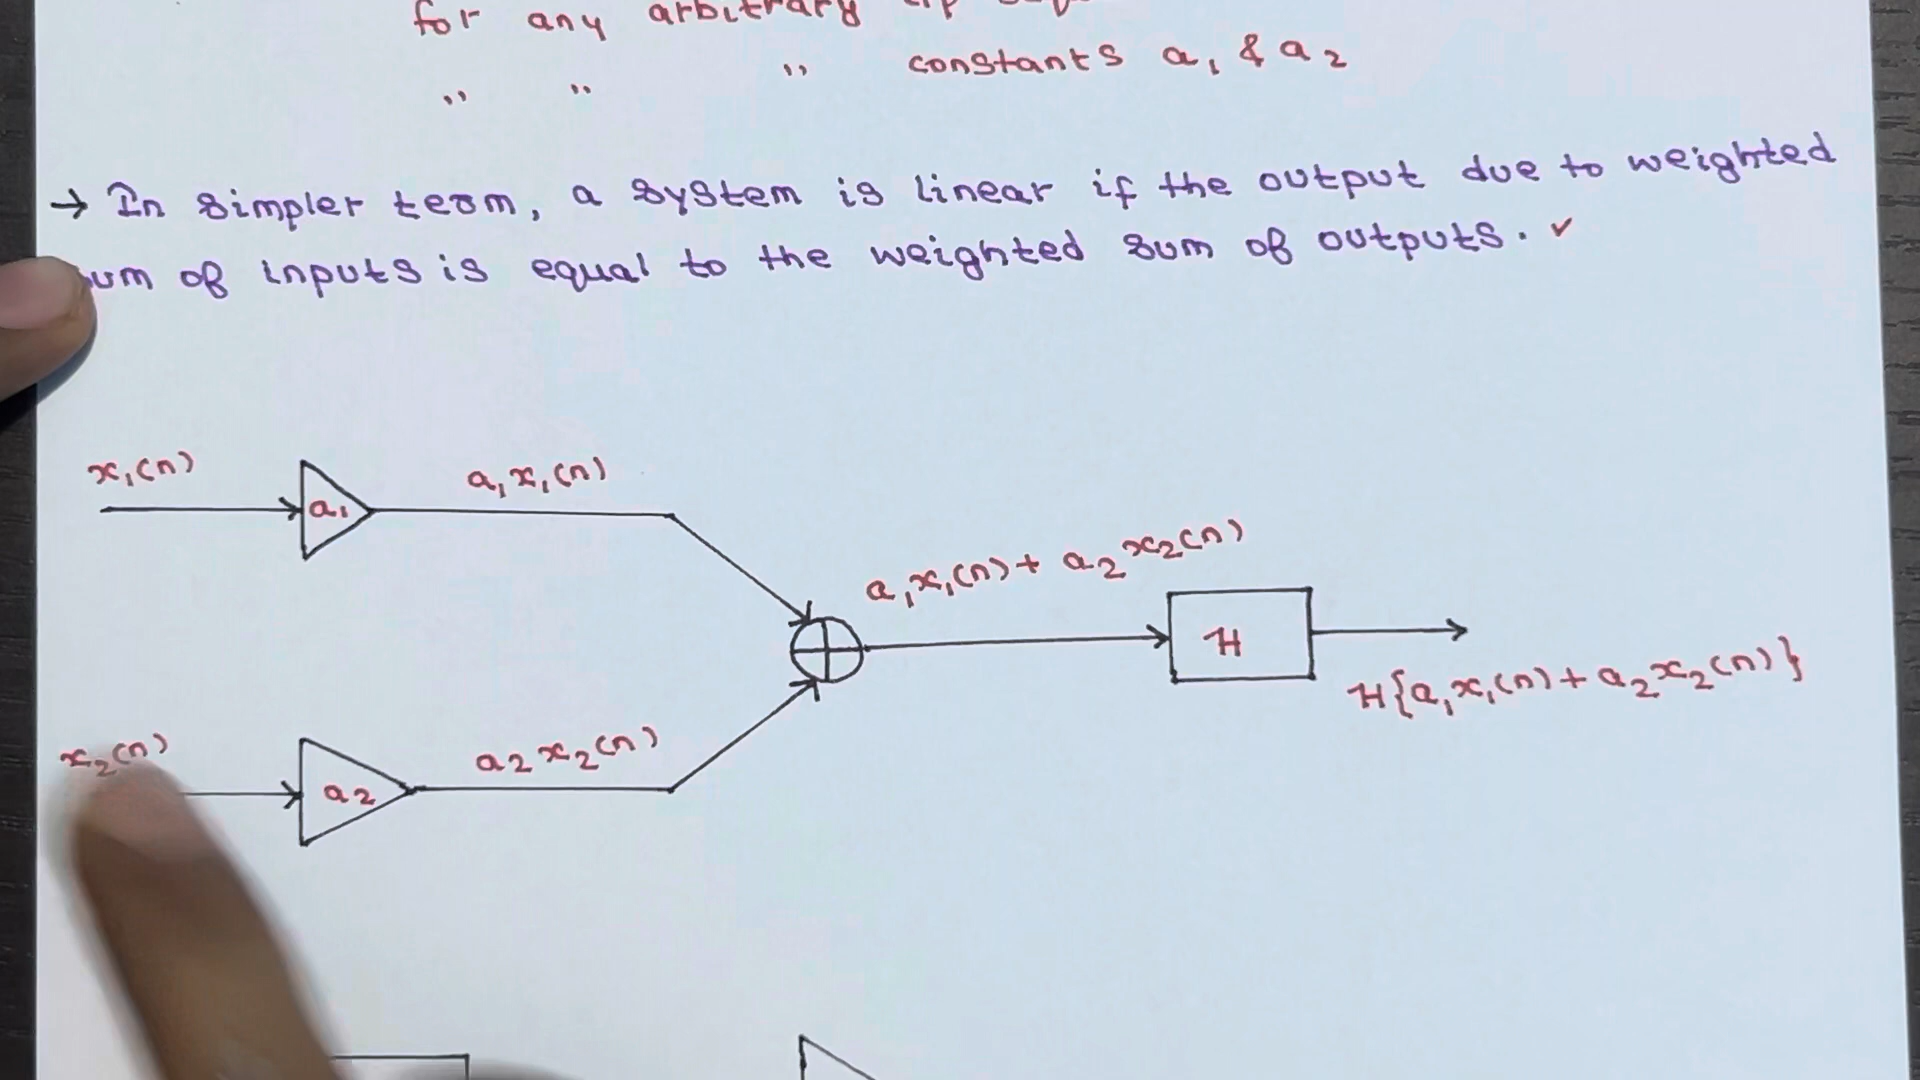 for any arbitrary i/p
,, ,, ,, constants a₁ & a₂
→ In simpler term, a system is linear if the output due to weighted
sum of inputs is equal to the weighted sum of outputs. ✓
x₁(n)
a₁
a₁x₁(n)
a₁x₁(n) + a₂x₂(n)
H
H{a₁x₁(n) + a₂x₂(n)}
x₂(n)
a₂
a₂x₂(n)